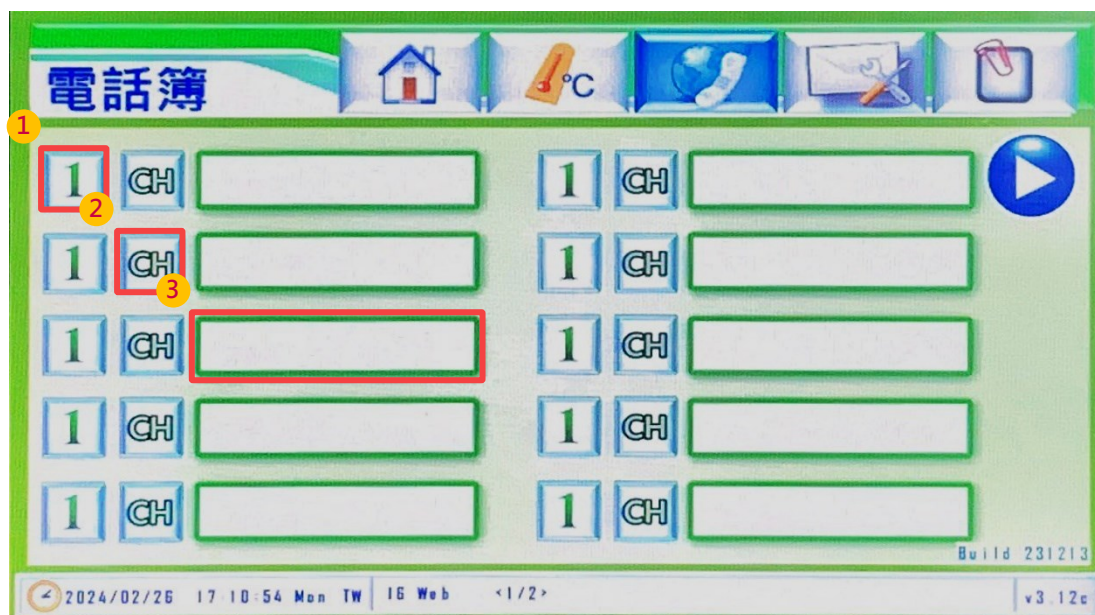 電話簿
°C
1
1 CH 1 CH
2
1 CH 1 CH
3
1 CH 1 CH
1 CH 1 CH
1 CH 1 CH
Build 231213
2024/02/26 17:10:54 Mon TW 16 Web <1/2> v3.12c